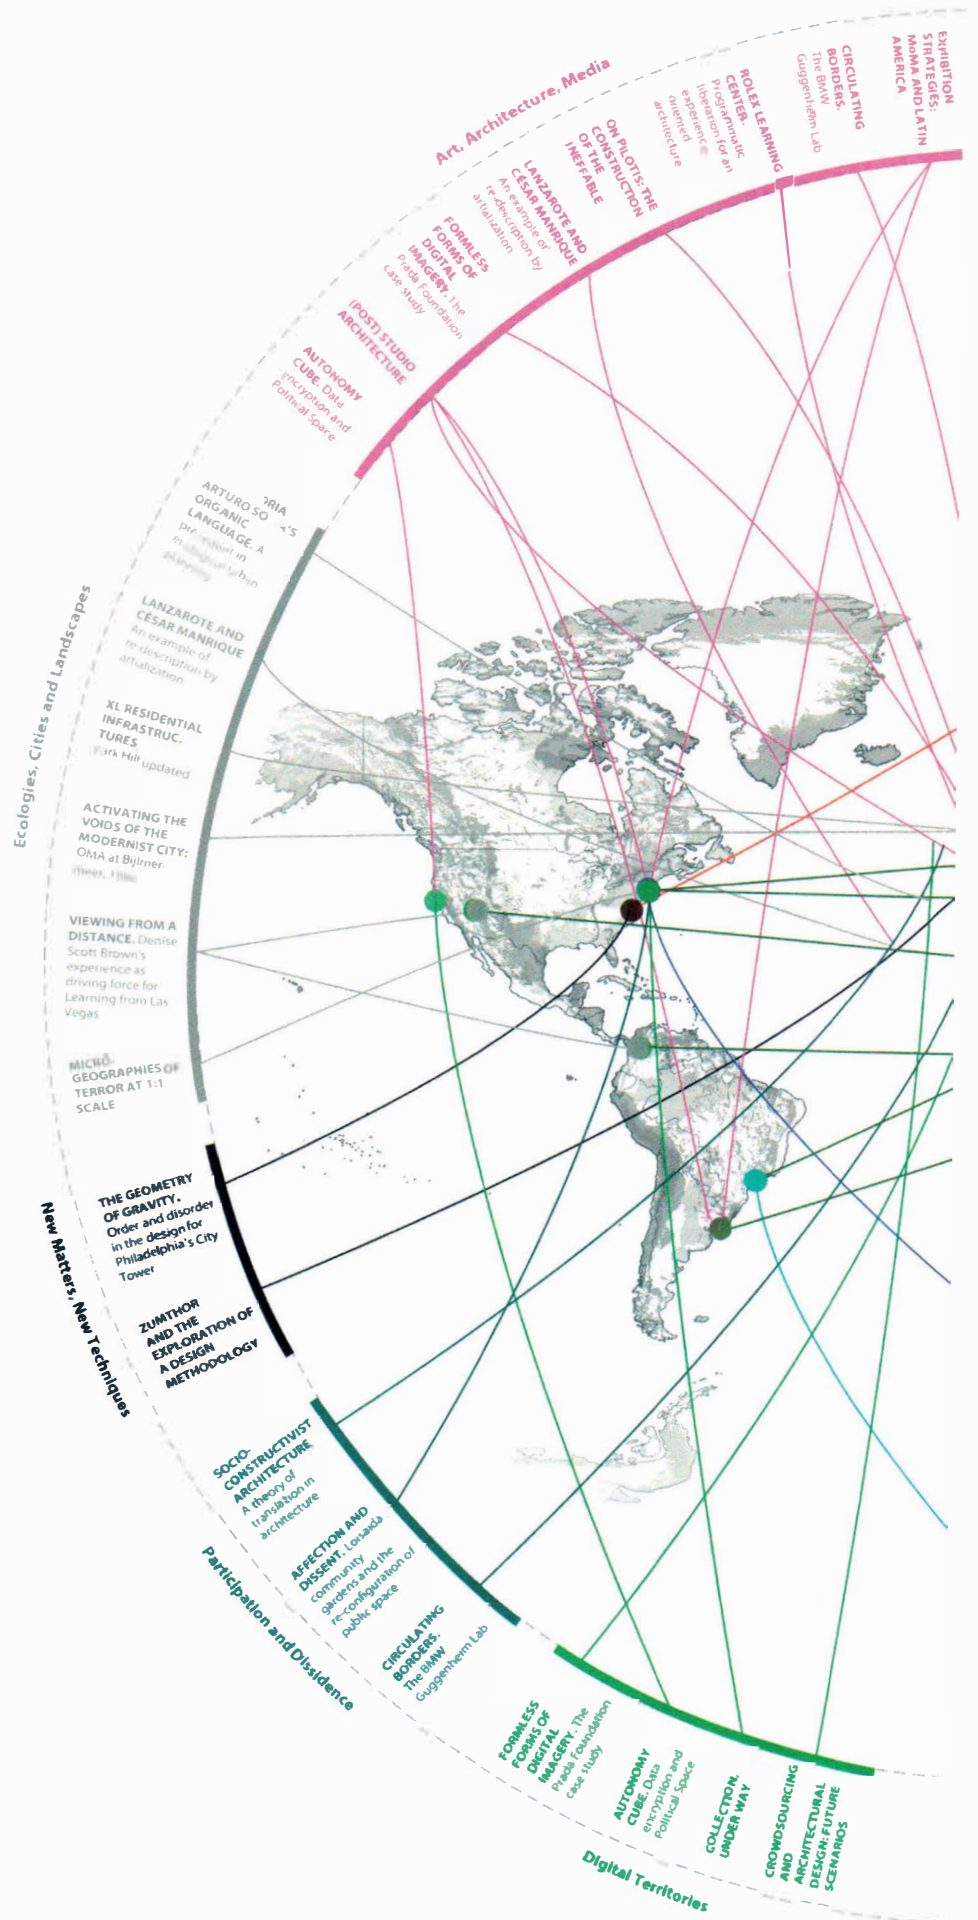 Art, Architecture, Media
EXHIBITION
STRATEGIES:
MoMA AND LATIN
AMERICA
CIRCULATING
BORDERS.
The BMW
Guggenheim Lab
ROLEX LEARNING
CENTER.
Programmatic
liberation for an
experience
oriented
architecture
ON PILOTIS: THE
CONSTRUCTION
OF THE
INEFFABLE
LANZAROTE AND
CÉSAR MANRIQUE
An example of
re-description by
artialization
FORMLESS
FORMS OF
DIGITAL
IMAGERY. The
Prada Foundation
case study
(POST) STUDIO
ARCHITECTURE
AUTONOMY
CUBE. Data
encryption and
Political Space
Ecologies, Cities and Landscapes
ARTURO SO RIA'S
ORGANIC
LANGUAGE. A
in
LANZAROTE AND
CÉSAR MANRIQUE
An example of
re-description by
artialization
XL RESIDENTIAL
INFRASTRUC.
TURES
Park Hill updated
ACTIVATING THE
VOIDS OF THE
MODERNIST CITY:
OMA at Bijlmer
VIEWING FROM A
DISTANCE. Denise
Scott Brown's
experience as
driving force for
Learning from Las
Vegas
MICRO-
GEOGRAPHIES OF
TERROR AT 1:1
SCALE
New Matters, New Techniques
THE GEOMETRY
OF GRAVITY.
Order and disorder
in the design for
Philadelphia's City
Tower
ZUMTHOR
AND THE
EXPLORATION OF
A DESIGN
METHODOLOGY
Participation and Dissidence
SOCIO-
CONSTRUCTIVIST
ARCHITECTURE
A theory of
translation in
architecture
AFFECTION AND
DISSENT. Loisaida
community
gardens and the
re-configuration of
public space
CIRCULATING
BORDERS.
The BMW
Guggenheim Lab
Digital Territories
FORMLESS
FORMS OF
DIGITAL
IMAGERY. The
Prada Foundation
case study
AUTONOMY
CUBE. Data
encryption and
Political Space
COLLECTION,
UNDER WAY
CROWDSOURCING
AND
ARCHITECTURAL
DESIGN: FUTURE
SCENARIOS